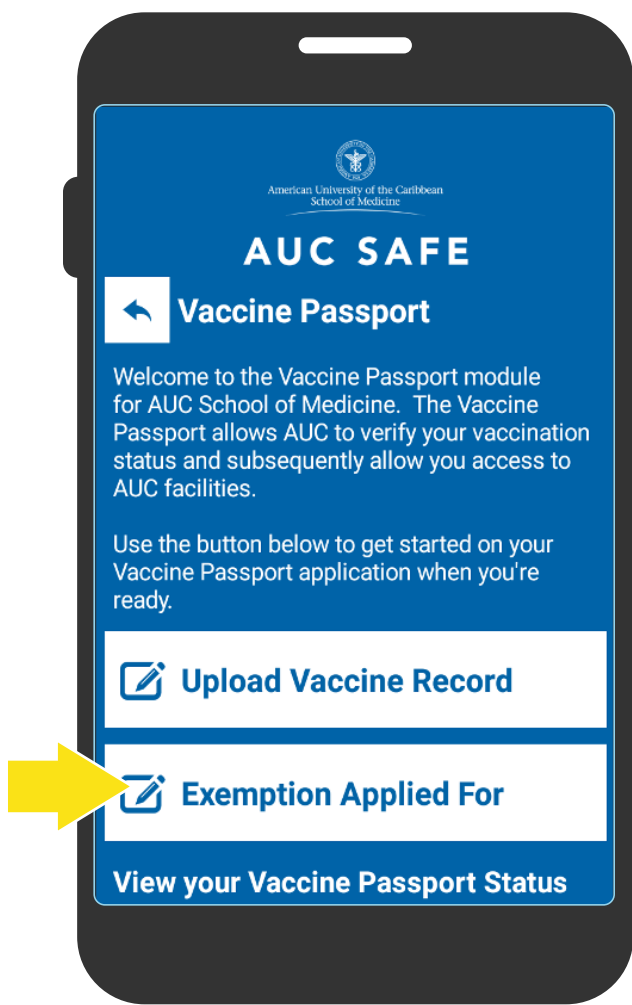 American University of the Caribbean
School of Medicine
AUC SAFE
Vaccine Passport
Welcome to the Vaccine Passport module
for AUC School of Medicine. The Vaccine
Passport allows AUC to verify your vaccination
status and subsequently allow you access to
AUC facilities.
Use the button below to get started on your
Vaccine Passport application when you're
ready.
Upload Vaccine Record
Exemption Applied For
View your Vaccine Passport Status